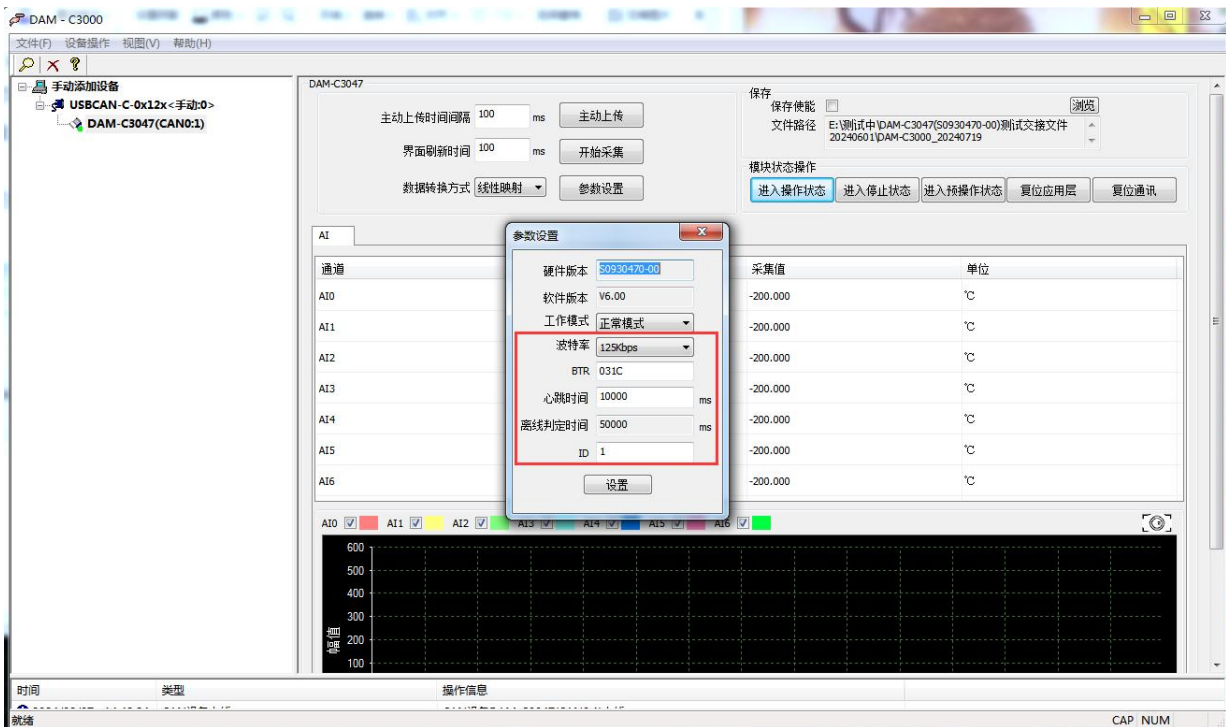 DAM - C3000
文件(F) 设备操作 视图(V) 帮助(H)
手动添加设备
USBCAN-C-0x12x<手动:0>
DAM-C3047(CAN0:1)
DAM-C3047
主动上传时间间隔 100 ms 主动上传
界面刷新时间 100 ms 开始采集
数据转换方式 线性映射 参数设置
保存
保存使能 浏览
文件路径 E:\测试中\DAM-C3047(S0930470-00)测试交接文件
20240601\DAM-C3000_20240719
模块状态操作
进入操作状态 进入停止状态 进入预操作状态 复位应用层 复位通讯
AI
通道 采集值 单位
AI0 -200.000 ℃
AI1 -200.000 ℃
AI2 -200.000 ℃
AI3 -200.000 ℃
AI4 -200.000 ℃
AI5 -200.000 ℃
AI6 -200.000 ℃
参数设置
硬件版本 S0930470-00
软件版本 V6.00
工作模式 正常模式
波特率 125Kbps
BTR 031C
心跳时间 10000 ms
离线判定时间 50000 ms
ID 1
设置
AI0 AI1 AI2 AI3 AI4 AI5 AI6
600
500
400
300
200
100
幅值
时间 类型 操作信息
就绪 CAP NUM